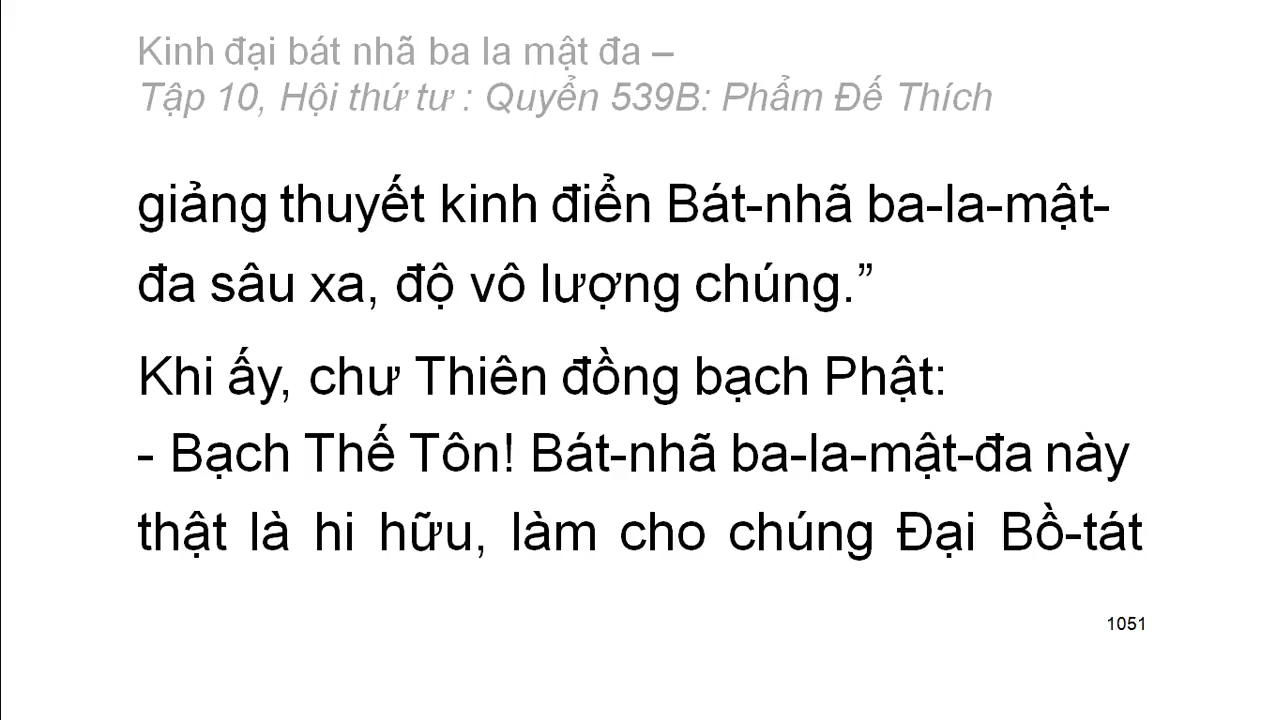 Kinh đại bát nhã ba la mật đa –
Tập 10, Hội thứ tư : Quyển 539B: Phẩm Đế Thích
giảng thuyết kinh điển Bát-nhã ba-la-mật-
đa sâu xa, độ vô lượng chúng.”
Khi ấy, chư Thiên đồng bạch Phật:
- Bạch Thế Tôn! Bát-nhã ba-la-mật-đa này
thật là hi hữu, làm cho chúng Đại Bồ-tát
1051